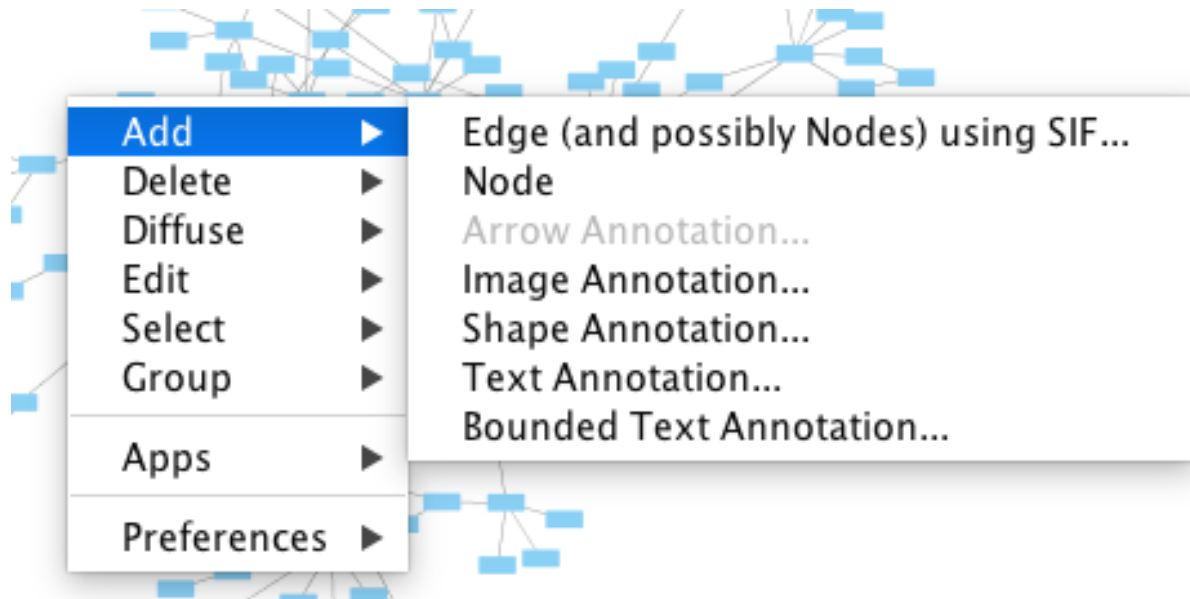 Add
Delete
Diffuse
Edit
Select
Group
Apps
Preferences
Edge (and possibly Nodes) using SIF...
Node
Arrow Annotation...
Image Annotation...
Shape Annotation...
Text Annotation...
Bounded Text Annotation...